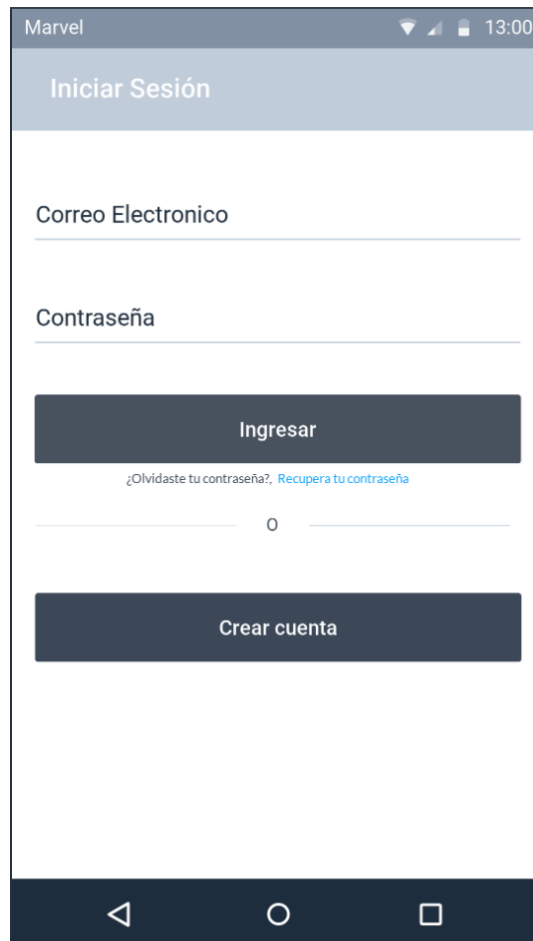 Marvel 13:00
Iniciar Sesión
Correo Electronico
Contraseña
Ingresar
¿Olvidaste tu contraseña?, Recupera tu contraseña
O
Crear cuenta